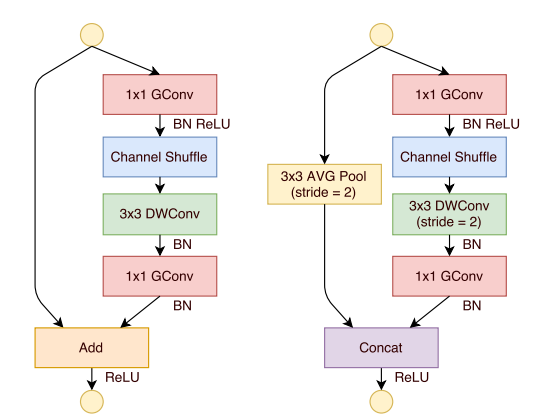 1x1 GConv
BN ReLU
Channel Shuffle
3x3 DWConv
BN
1x1 GConv
BN
Add
ReLU
1x1 GConv
BN ReLU
Channel Shuffle
3x3 AVG Pool
(stride = 2)
3x3 DWConv
(stride = 2)
BN
1x1 GConv
BN
Concat
ReLU